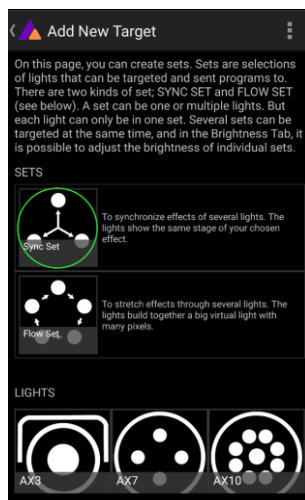 Add New Target
On this page, you can create sets. Sets are selections
of lights that can be targeted and sent programs to.
There are two kinds of set; SYNC SET and FLOW SET
(see below). A set can be one or multiple lights. But
each light can only be in one set. Several sets can be
targeted at the same time, and in the Brightness Tab, it
is possible to adjust the brightness of individual sets.
SETS
To synchronize effects of several lights. The
lights show the same stage of your chosen
effect.
Sync Set
To stretch effects through several lights. The
lights build together a big virtual light with
many pixels.
Flow Set
LIGHTS
AX3
AX7
AX10